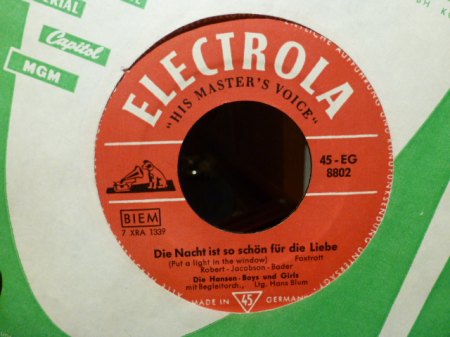 ERIAL
Capitol
MGM
ELECTROLA
"HIS MASTER'S VOICE"
45-EG
8802
BIEM
7 XRA 1339
Die Nacht ist so schön für die Liebe
(Put a light in the window) Foxtrott
Robert-Jacobson-Bader
Die Hansen-Boys und Girls
mit Begleitorch., Ltg. Hans Blum
MADE IN 45 GERMANY